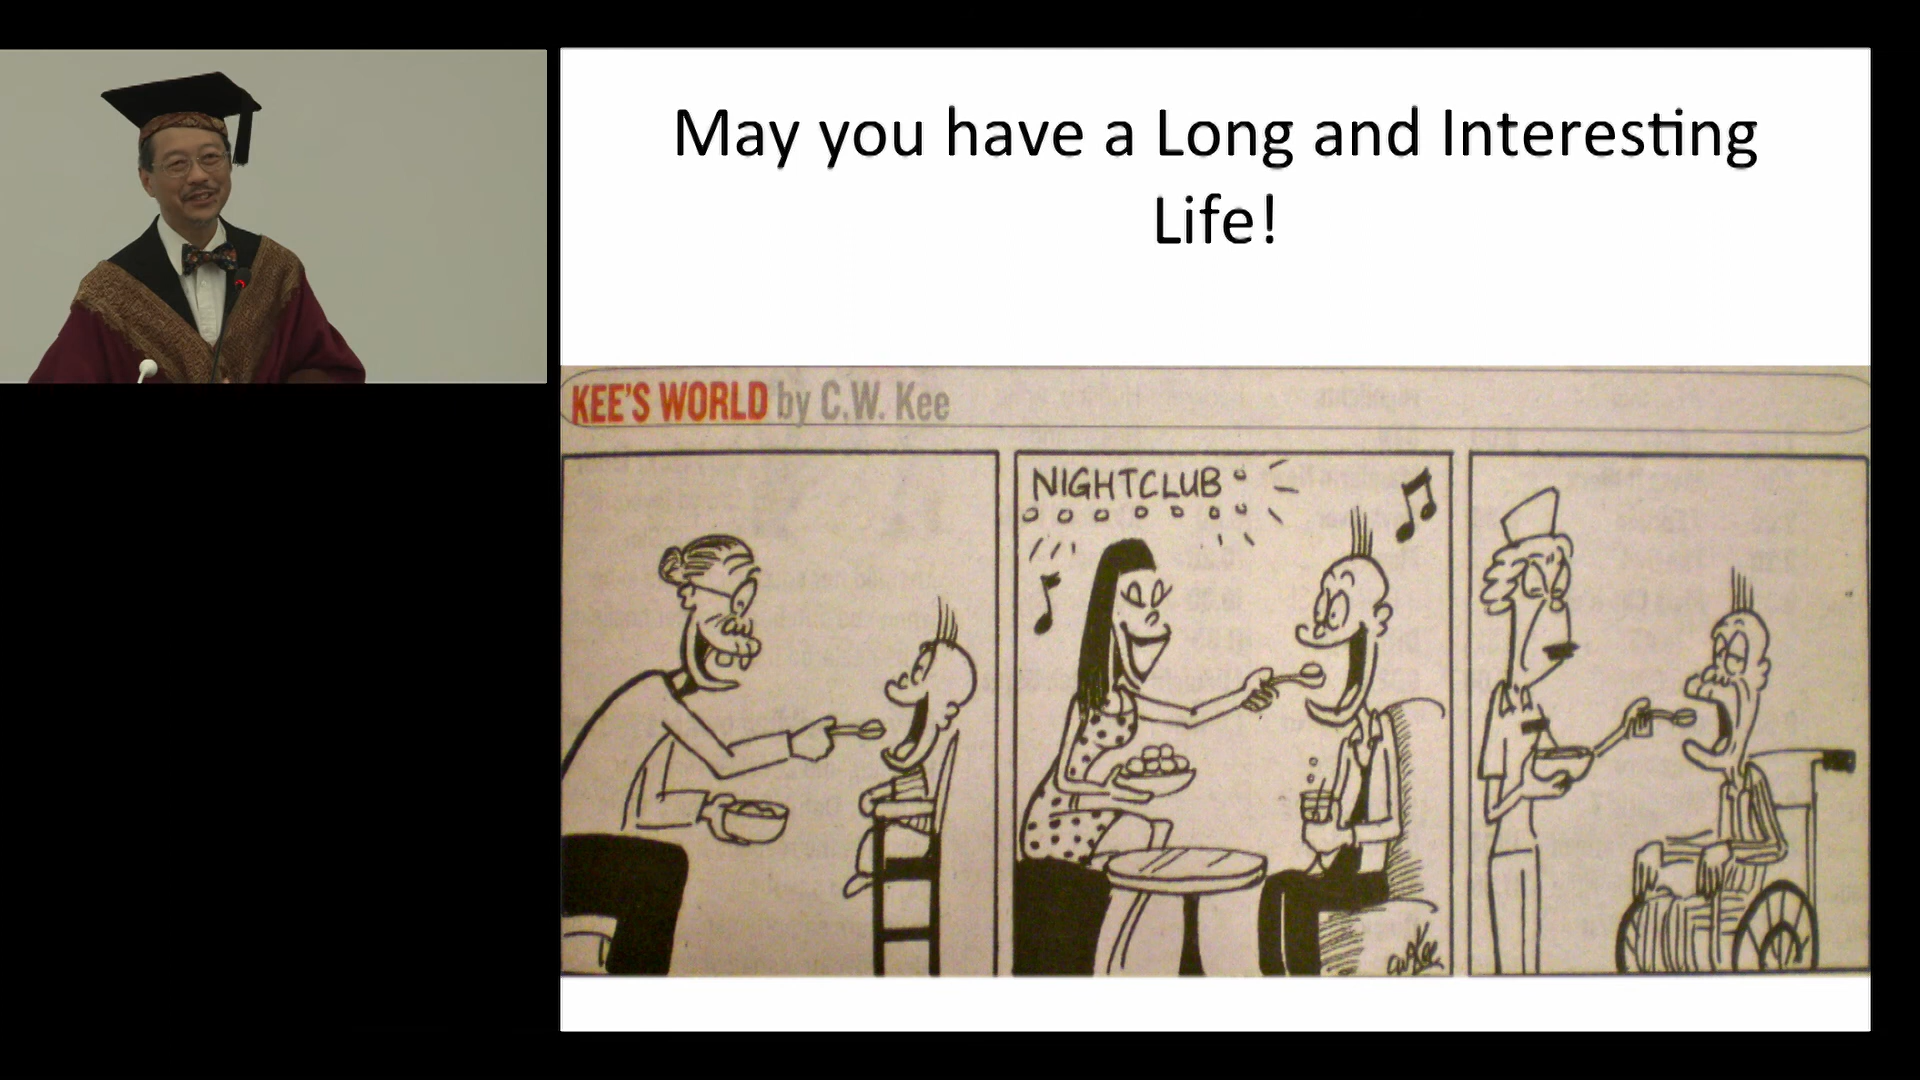 May you have a Long and Interesting
Life!
KEE'S WORLD by C.W. Kee
NIGHTCLUB